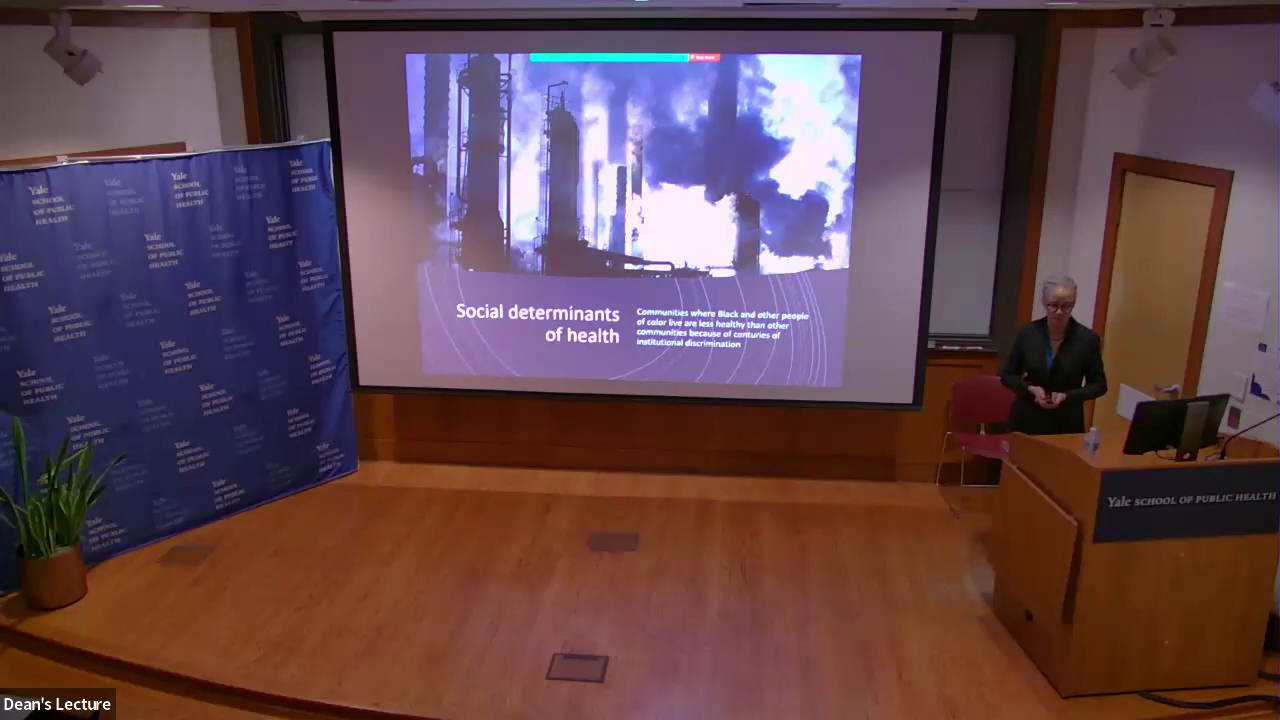 Social determinants
of health
Communities where Black and other people
of color live are less healthy than other
communities because of centuries of
institutional discrimination
Yale
SCHOOL
OF PUBLIC
HEALTH
Yale SCHOOL OF PUBLIC HEALTH
Dean's Lecture